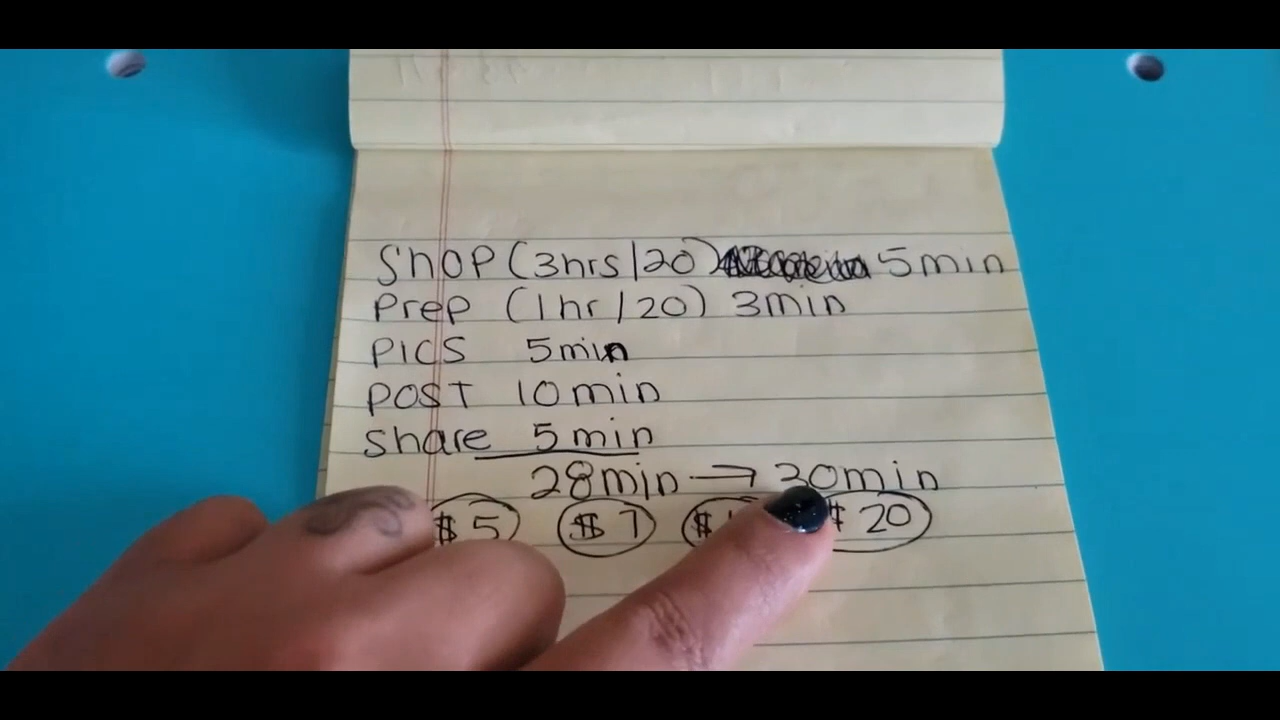 Shop (3hrs/20) 5min
Prep (1hr/20) 3min
PICS 5min
POST 10min
Share 5min
28min → 30min
$5 $7 $20